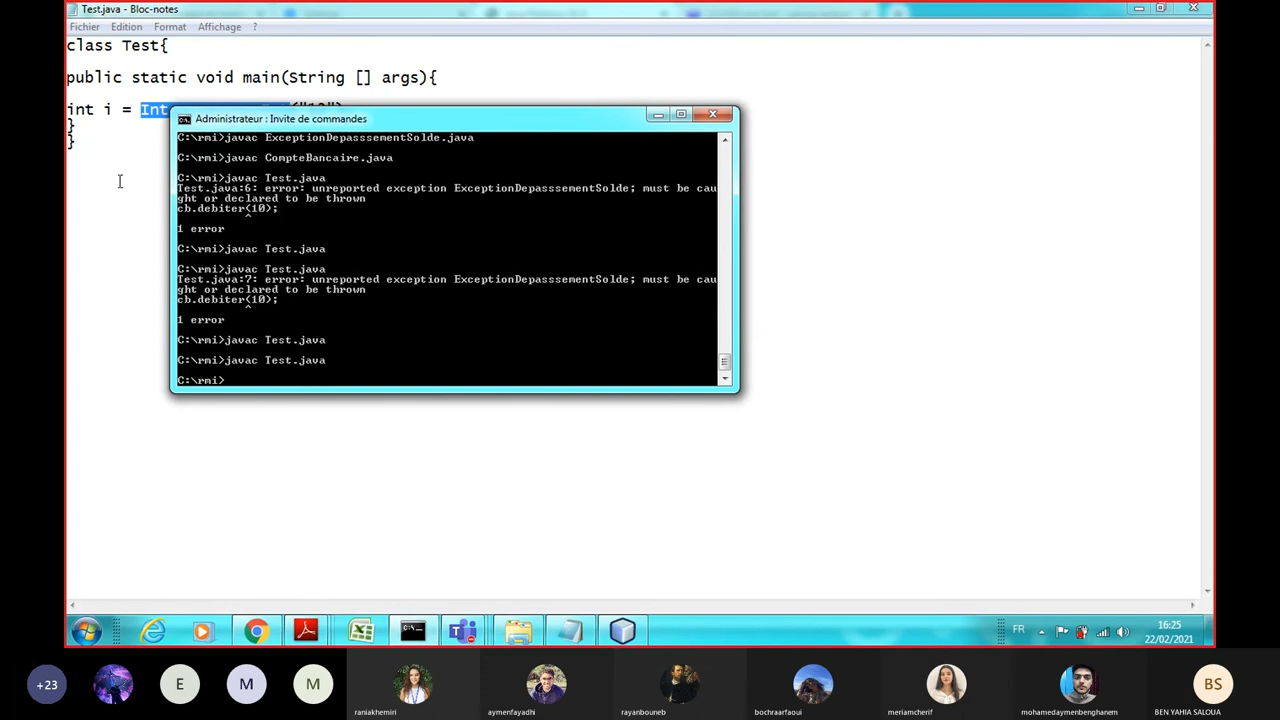 Test.java - Bloc-notes
Fichier Edition Format Affichage ?
class Test{
public static void main(String [] args){
int i = Int
}
}
Administrateur : Invite de commandes
C:\rmi>javac ExceptionDepasssementSolde.java
C:\rmi>javac CompteBancaire.java
C:\rmi>javac Test.java
Test.java:6: error: unreported exception ExceptionDepasssementSolde; must be cau
ght or declared to be thrown
cb.debiter(10);
^
1 error
C:\rmi>javac Test.java
C:\rmi>javac Test.java
Test.java:7: error: unreported exception ExceptionDepasssementSolde; must be cau
ght or declared to be thrown
cb.debiter(10);
^
1 error
C:\rmi>javac Test.java
C:\rmi>javac Test.java
C:\rmi>
FR
16:25
22/02/2021
+23
E
M
M
BS
raniakhemiri
aymenfayadhi
rayanbouneb
bochraarfaoui
meriamcherif
mohamedaymenbenghanem
BEN YAHIA SALOUA